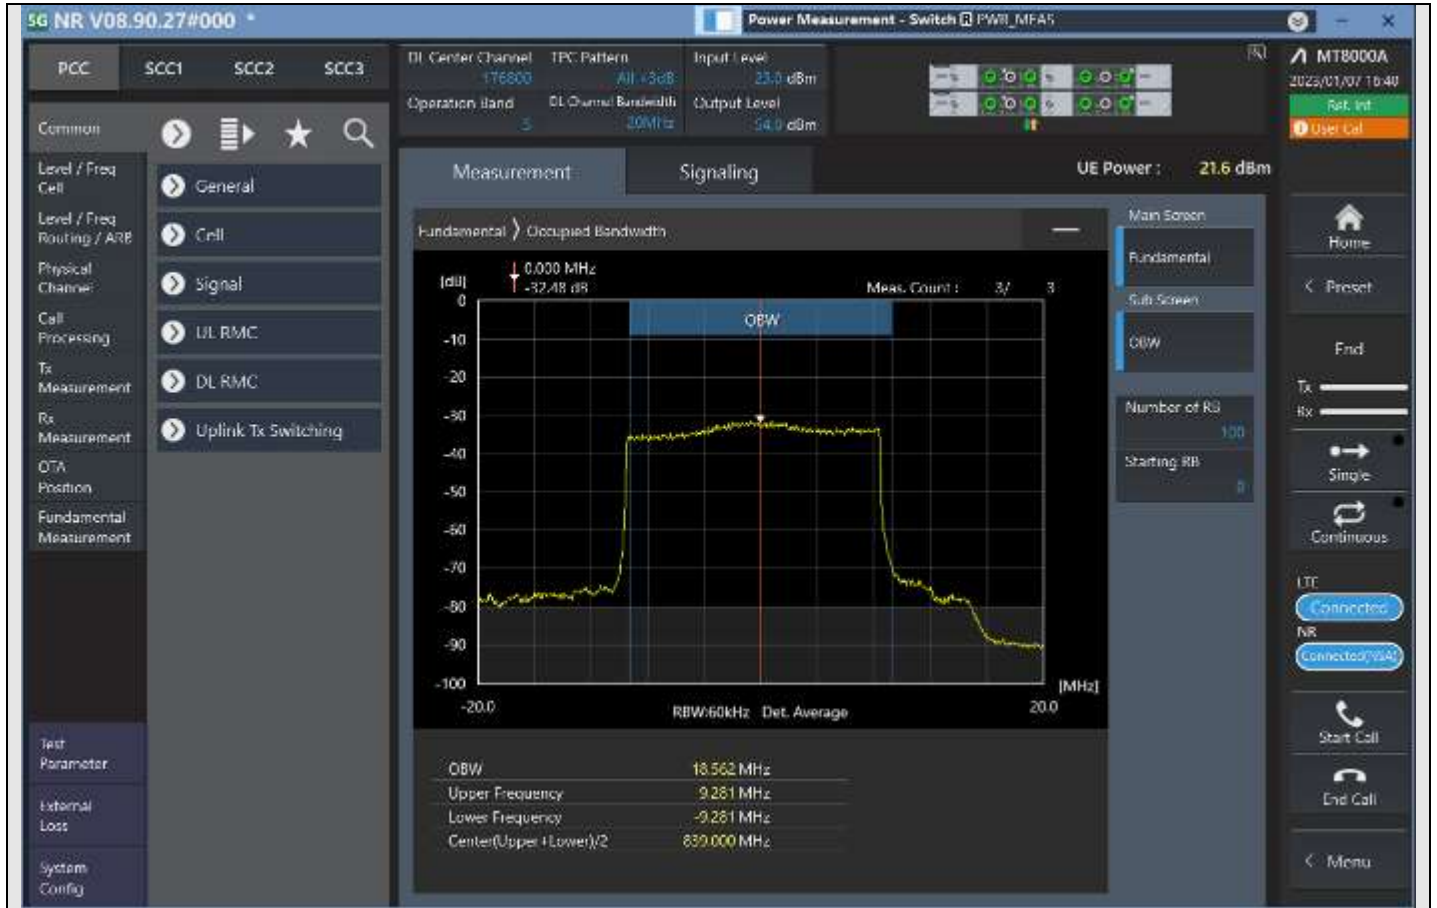 5G NR V08.90.27#000 *
Power Measurement - Switch R PWR_MEAS
PCC SCC1 SCC2 SCC3
Common
Level / Freq
Cell
Level / Freq
Routing / ARB
Physical
Channel
Call
Processing
Tx
Measurement
Rx
Measurement
OTA
Position
Fundamental
Measurement
Test
Parameter
External
Loss
System
Config
General
Cell
Signal
UL RMC
DL RMC
Uplink Tx Switching
DL Center Channel TPC Pattern Input Level
176800 All +3dB 23.0 dBm
Operation Band DL Channel Bandwidth Output Level
5 20MHz -54.0 dBm
Measurement Signaling
UE Power : 21.6 dBm
Fundamental Occupied Bandwidth
[dB] 0.000 MHz
-32.48 dB Meas. Count : 3/ 3
OBW
0
-10
-20
-30
-40
-50
-60
-70
-80
-90
-100
[MHz]
-20.0 RBW:60kHz Det. Average 20.0
OBW 18.562 MHz
Upper Frequency 9.281 MHz
Lower Frequency -9.281 MHz
Center(Upper+Lower)/2 839.000 MHz
Main Screen
Fundamental
Sub Screen
OBW
Number of RB
100
Starting RB
0
MT8000A
2023/01/07 16:40
Ref. Int
User Cal
Home
Preset
End
Tx
Rx
Single
Continuous
LTE
Connected
NR
Connected(NSA)
Start Call
End Call
Menu